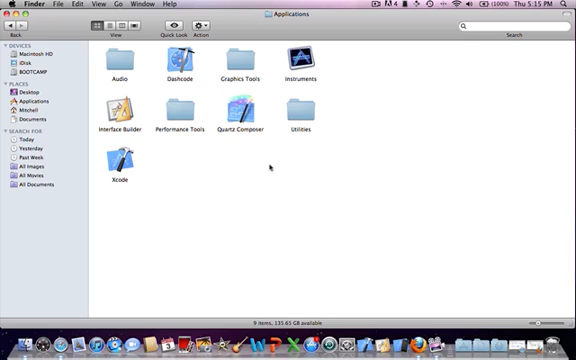 Finder File Edit View Go Window Help
4 (100%) Thu 5:15 PM
Applications
Back View Quick Look Action Search
DEVICES
Macintosh HD
iDisk
BOOTCAMP
PLACES
Desktop
Applications
Mitchell
Documents
SEARCH FOR
Today
Yesterday
Past Week
All Images
All Movies
All Documents
Audio Dashcode Graphics Tools Instruments
Interface Builder Performance Tools Quartz Composer Utilities
Xcode
9 items, 135.65 GB available